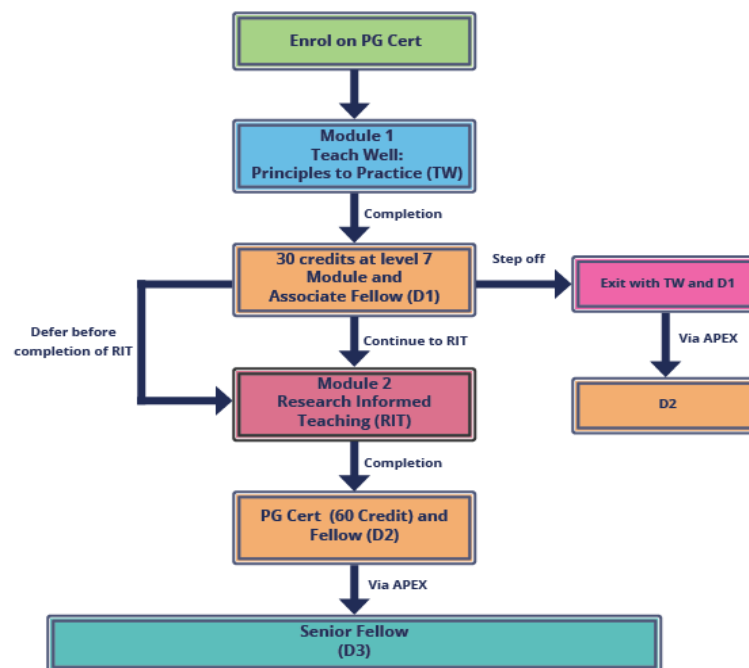 Enrol on PG Cert
Module 1
Teach Well:
Principles to Practice (TW)
Completion
30 credits at level 7
Module and
Associate Fellow (D1)
Step off
Exit with TW and D1
Defer before
completion of RIT
Continue to RIT
Via APEX
Module 2
Research Informed
Teaching (RIT)
D2
Completion
PG Cert (60 Credit) and
Fellow (D2)
Via APEX
Senior Fellow
(D3)